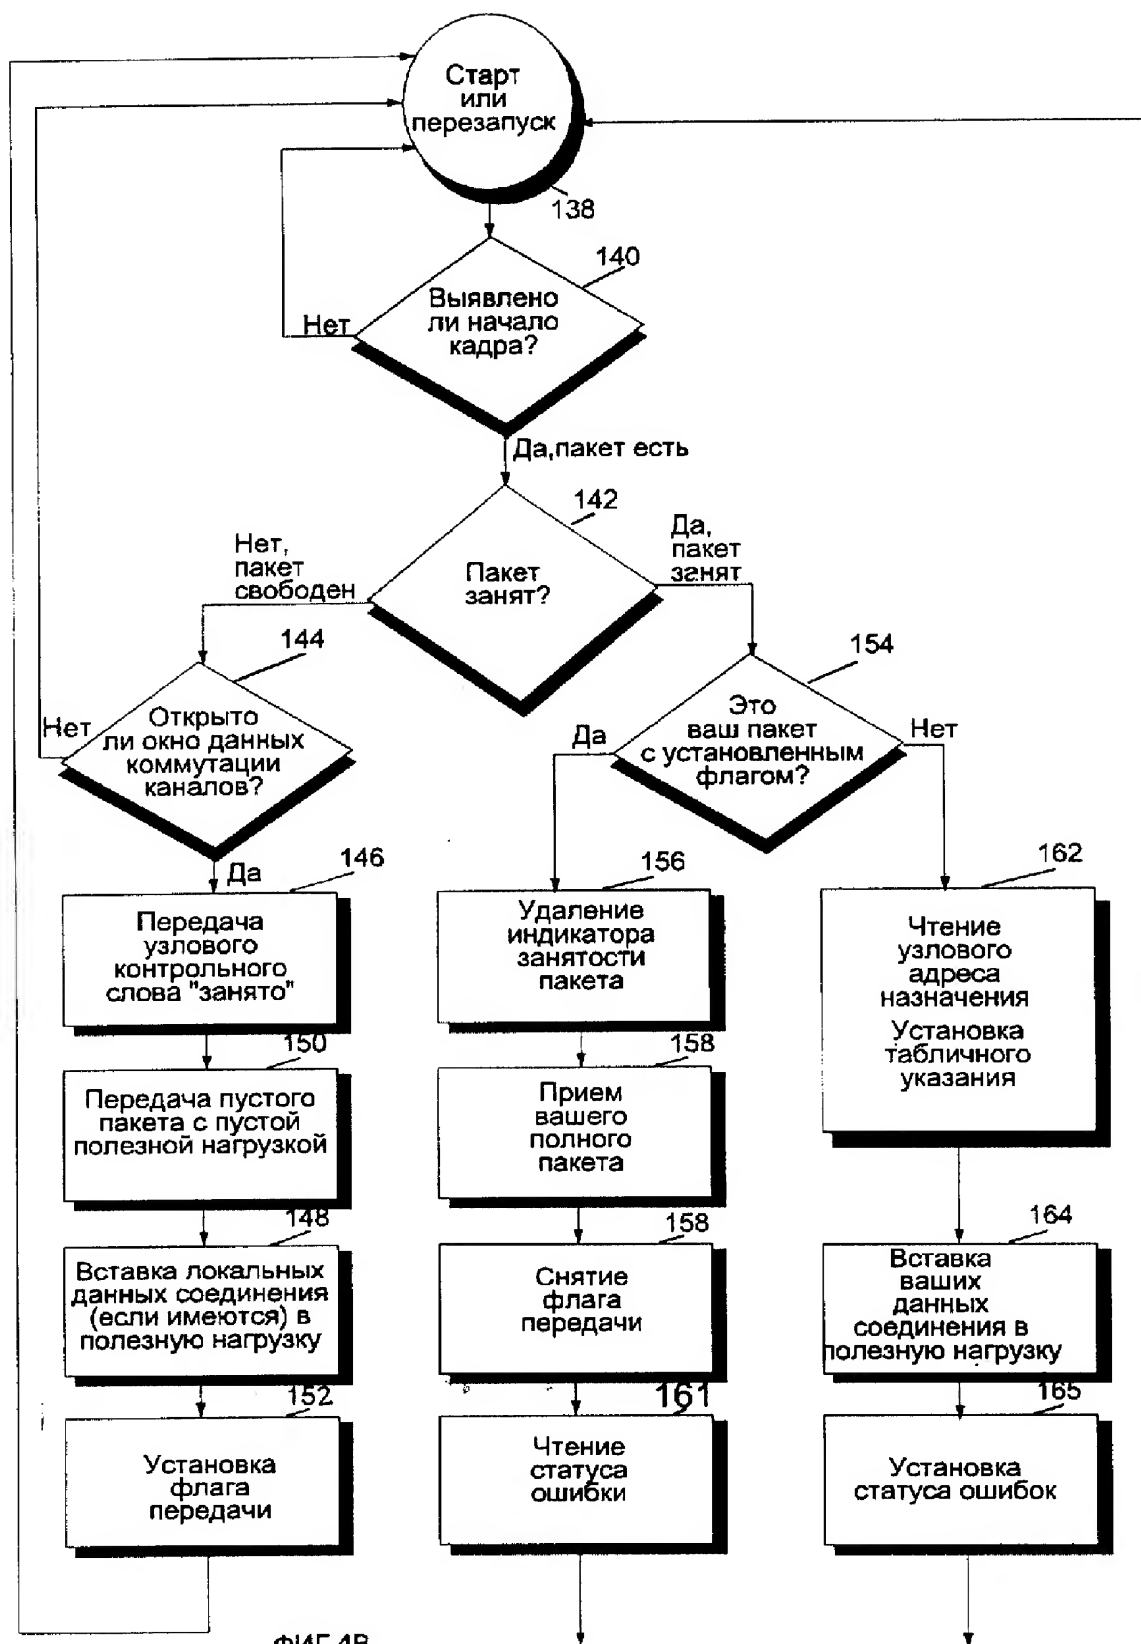 Старт
или
перезапуск
138
140
Выявлено
ли начало
кадра?
Нет
Да,пакет есть
142
Пакет
занят?
Нет,
пакет
свободен
Да,
пакет
занят
144
Открыто
ли окно данных
коммутации
каналов?
Нет
Да
154
Это
ваш пакет
с установленным
флагом?
Да
Нет
146
Передача
узлового
контрольного
слова "занято"
150
Передача пустого
пакета с пустой
полезной нагрузкой
148
Вставка локальных
данных соединения
(если имеются) в
полезную нагрузку
152
Установка
флага
передачи
156
Удаление
индикатора
занятости
пакета
158
Прием
вашего
полного
пакета
158
Снятие
флага
передачи
161
Чтение
статуса
ошибки
162
Чтение
узлового
адреса
назначения
Установка
табличного
указания
164
Вставка
ваших
данных
соединения в
полезную нагрузку
165
Установка
статуса ошибок
ФИГ.4В